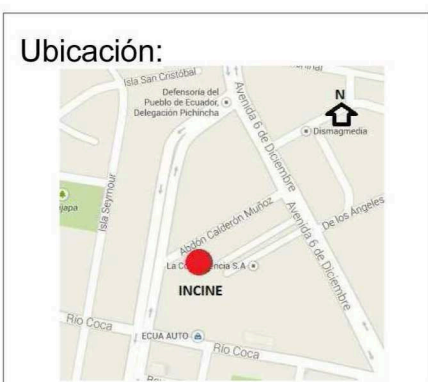 Ubicación:
Isla San Cristóbal
Defensoría del
Pueblo de Ecuador,
Delegación Pichincha
N
Avenida 6 de Diciembre
Dismagmedia
Isla Seymour
Abdón Calderón Muñoz
Avenida 6 de Diciembre
De los Ángeles
La S.A
INCINE
Río Coca
ECUA AUTO
Río Coca